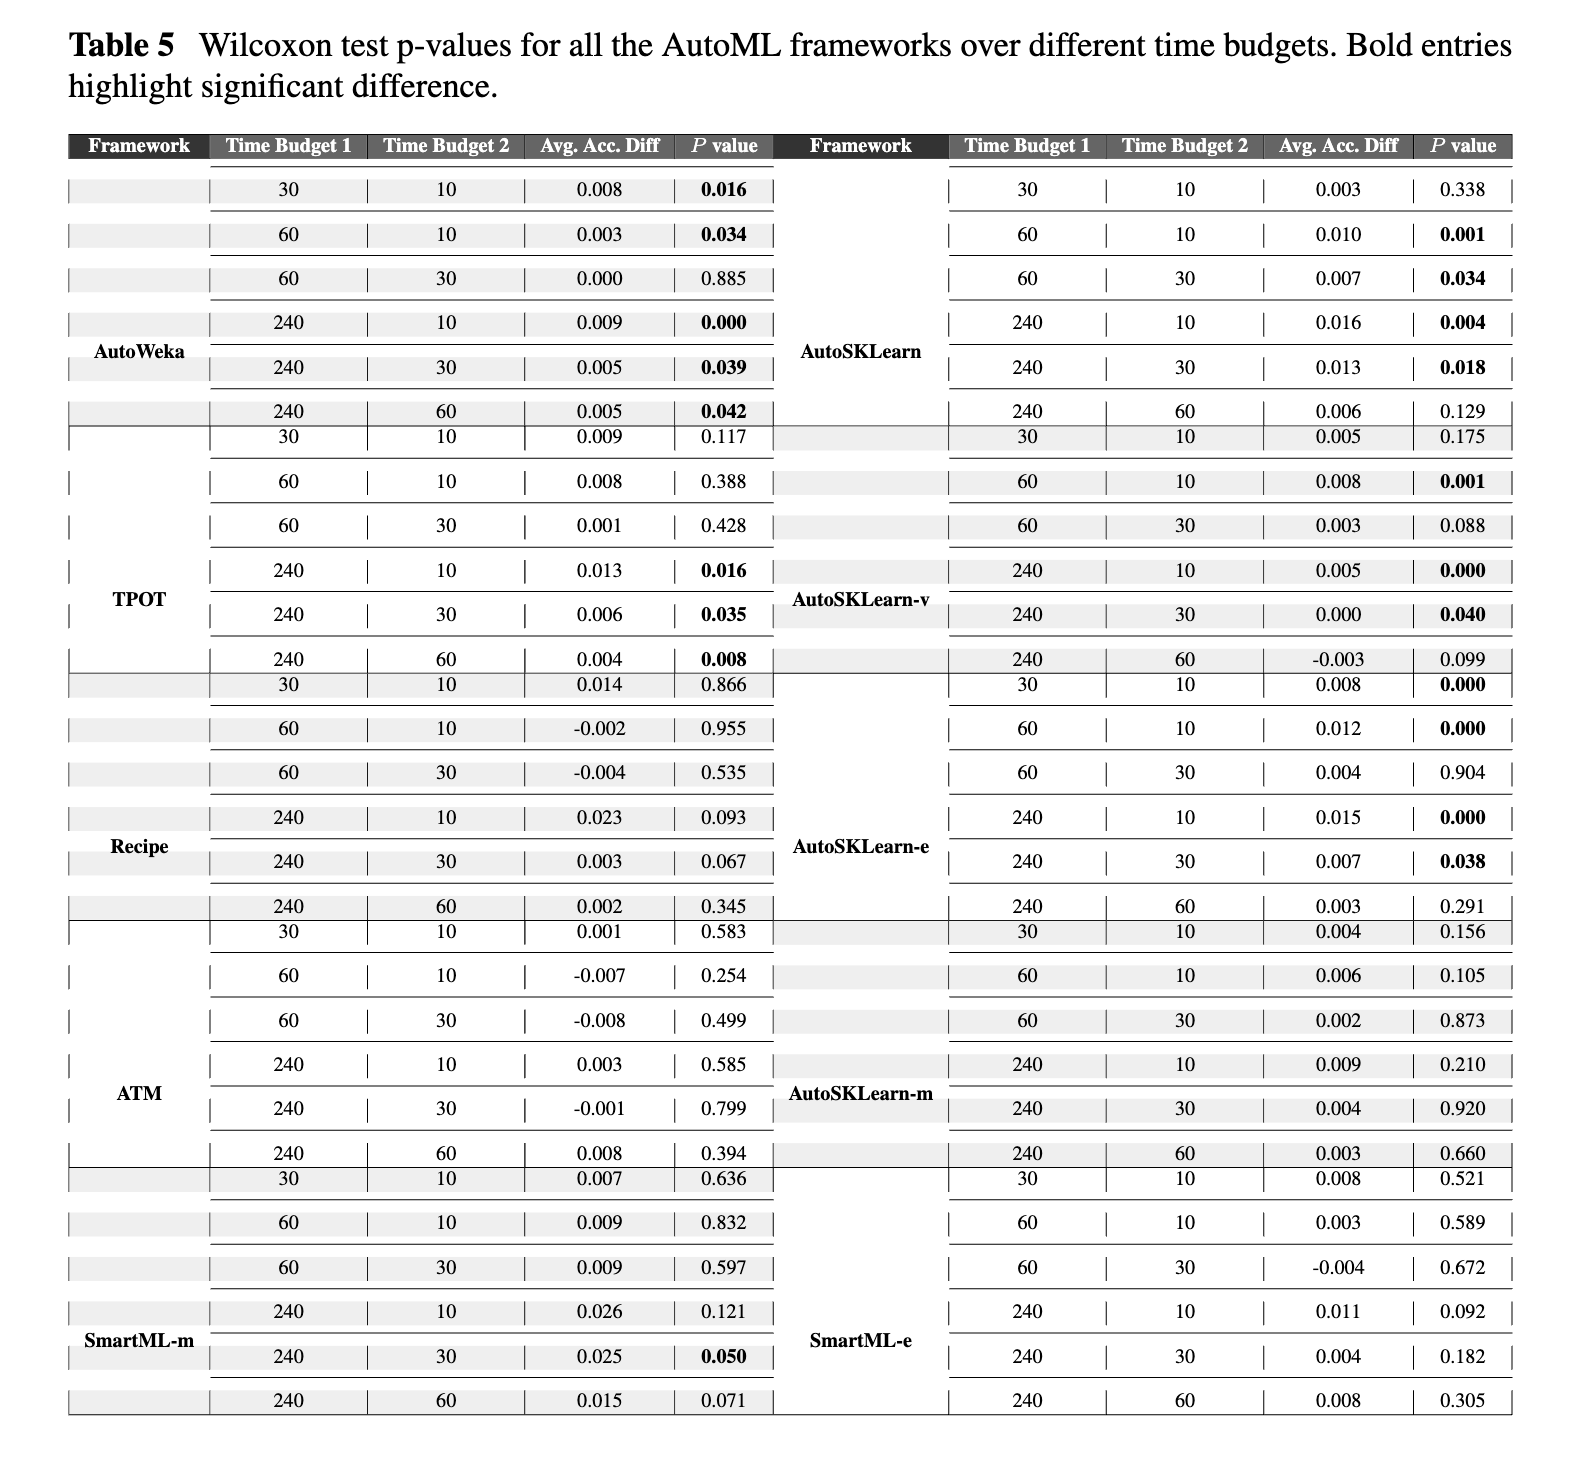 Table 5 Wilcoxon test p-values for all the AutoML frameworks over different time budgets. Bold entries
highlight significant difference.
Framework Time Budget 1 Time Budget 2 Avg. Acc. Diff P value Framework Time Budget 1 Time Budget 2 Avg. Acc. Diff P value
30 10 0.008 0.016 30 10 0.003 0.338
60 10 0.003 0.034 60 10 0.010 0.001
60 30 0.000 0.885 60 30 0.007 0.034
240 10 0.009 0.000 240 10 0.016 0.004
AutoWeka AutoSKLearn
240 30 0.005 0.039 240 30 0.013 0.018
240 60 0.005 0.042 240 60 0.006 0.129
30 10 0.009 0.117 30 10 0.005 0.175
60 10 0.008 0.388 60 10 0.008 0.001
60 30 0.001 0.428 60 30 0.003 0.088
240 10 0.013 0.016 240 10 0.005 0.000
TPOT AutoSKLearn-v
240 30 0.006 0.035 240 30 0.000 0.040
240 60 0.004 0.008 240 60 -0.003 0.099
30 10 0.014 0.866 30 10 0.008 0.000
60 10 -0.002 0.955 60 10 0.012 0.000
60 30 -0.004 0.535 60 30 0.004 0.904
240 10 0.023 0.093 240 10 0.015 0.000
Recipe AutoSKLearn-e
240 30 0.003 0.067 240 30 0.007 0.038
240 60 0.002 0.345 240 60 0.003 0.291
30 10 0.001 0.583 30 10 0.004 0.156
60 10 -0.007 0.254 60 10 0.006 0.105
60 30 -0.008 0.499 60 30 0.002 0.873
240 10 0.003 0.585 240 10 0.009 0.210
ATM AutoSKLearn-m
240 30 -0.001 0.799 240 30 0.004 0.920
240 60 0.008 0.394 240 60 0.003 0.660
30 10 0.007 0.636 30 10 0.008 0.521
60 10 0.009 0.832 60 10 0.003 0.589
60 30 0.009 0.597 60 30 -0.004 0.672
240 10 0.026 0.121 240 10 0.011 0.092
SmartML-m SmartML-e
240 30 0.025 0.050 240 30 0.004 0.182
240 60 0.015 0.071 240 60 0.008 0.305